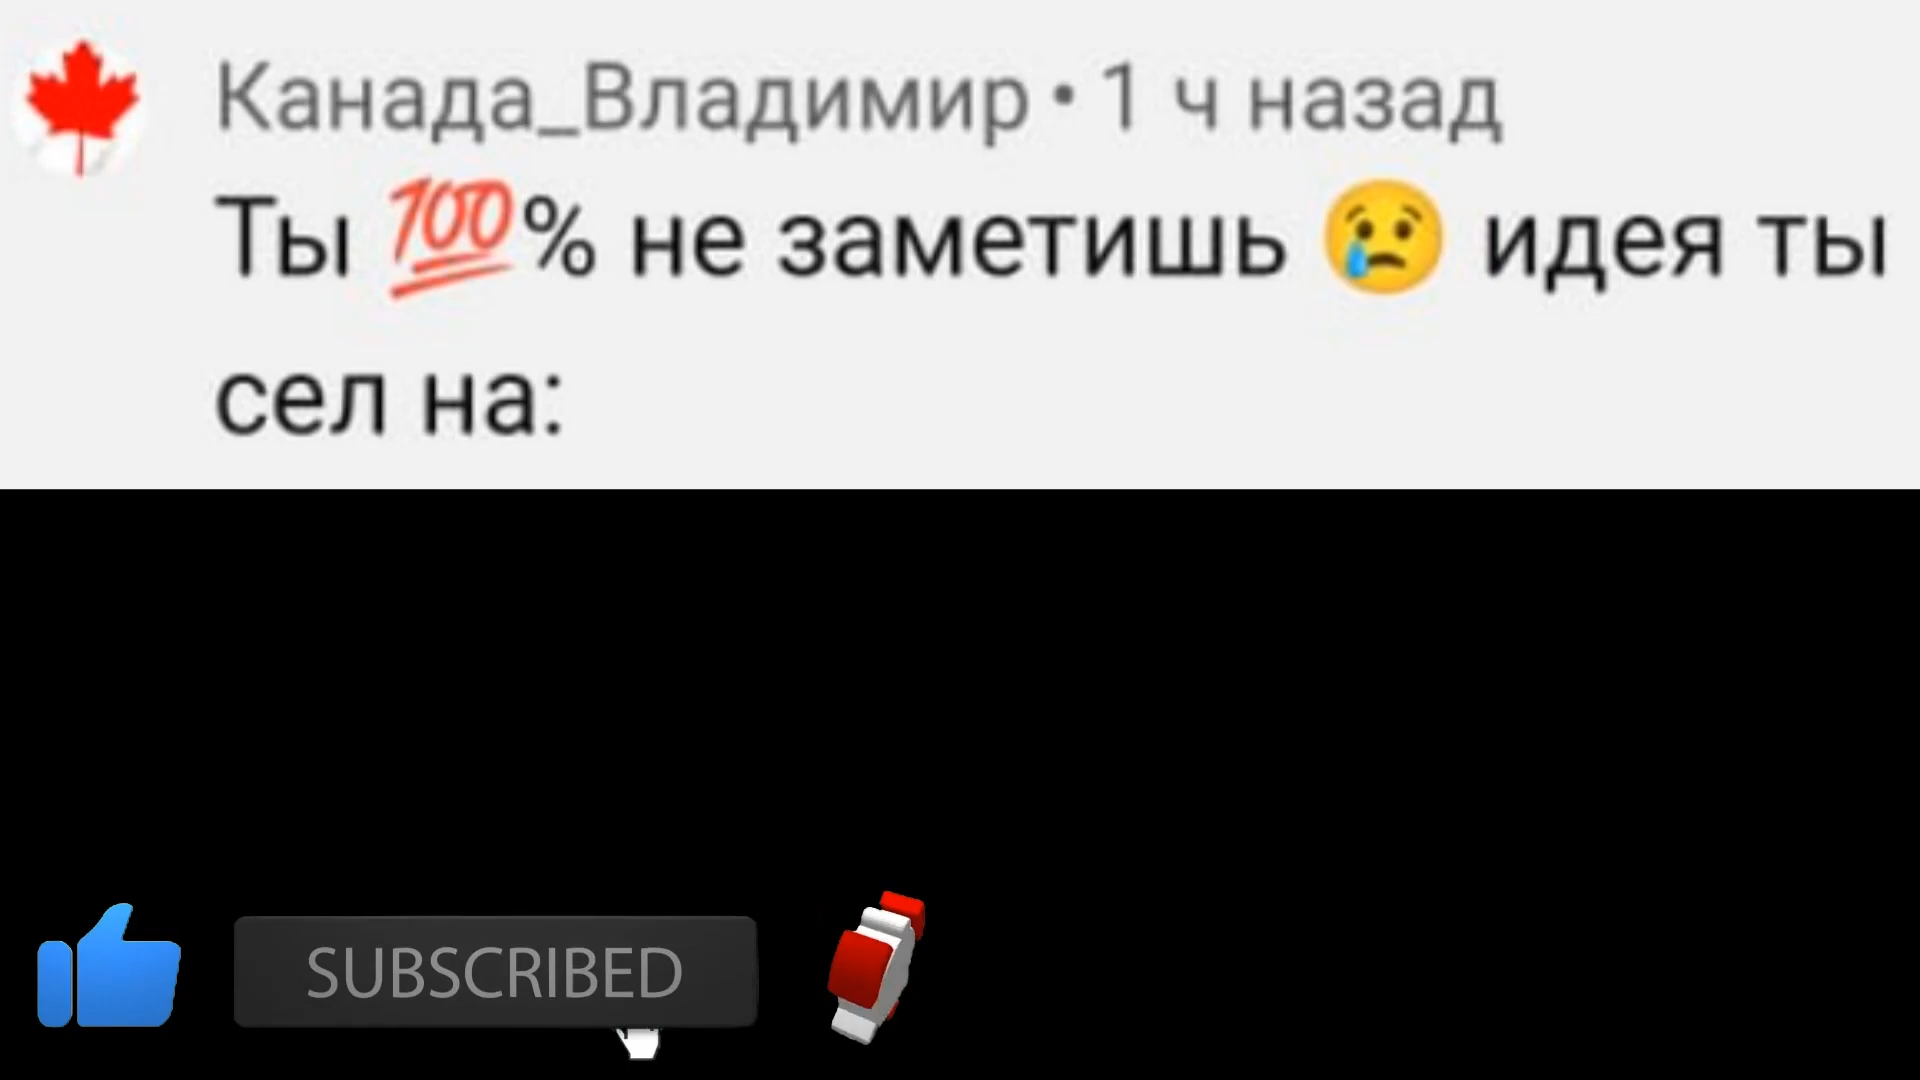 Канада_Владимир • 1 ч назад
Ты 💯% не заметишь 😢 идея ты
сел на:
SUBSCRIBED